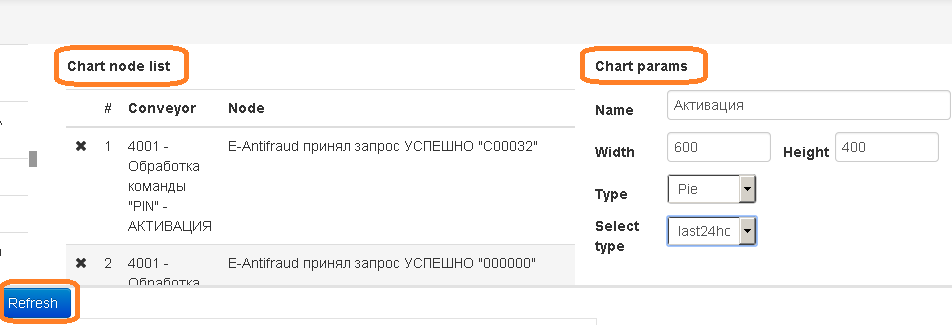 Chart node list
# Conveyor Node
1 4001 - E-Antifraud принял запрос УСПЕШНО "C00032"
Обработка
команды
"PIN" -
АКТИВАЦИЯ
2 4001 - E-Antifraud принял запрос УСПЕШНО "000000"
Обработка
Chart params
Name Активация
Width 600 Height 400
Type Pie
Select last24hc
type
Refresh